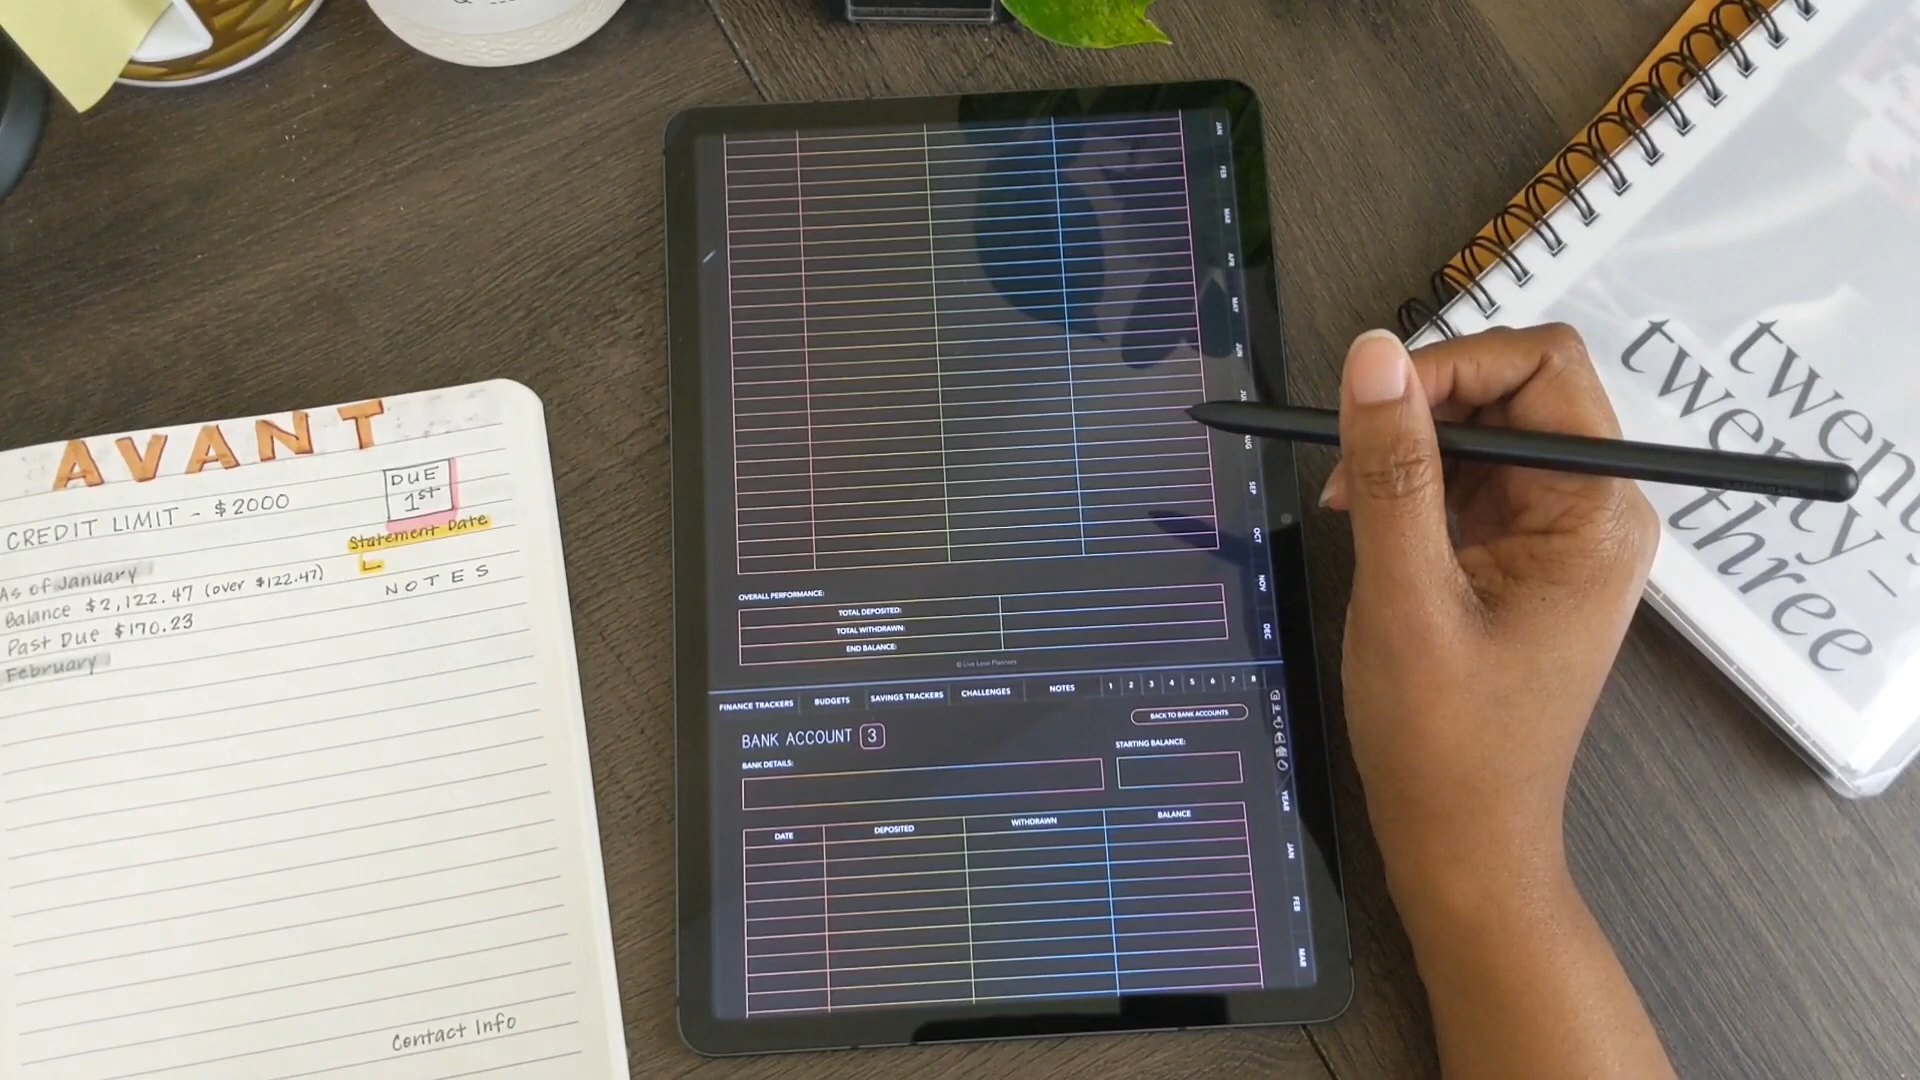 AVANT
CREDIT LIMIT - $2000
DUE
1st
Statement Date
As of January
Balance $2,122.47 (over $122.47)
NOTES
Past Due $170.23
February
Contact Info
JAN
FEB
MAR
APR
MAY
JUN
AUG
SEP
OCT
NOV
DEC
OVERALL PERFORMANCE:
TOTAL DEPOSITED:
TOTAL WITHDRAWN:
END BALANCE:
© Live Love Planners
FINANCE TRACKERS BUDGETS SAVINGS TRACKERS CHALLENGES NOTES 1 2 3 4 5 6 7 8
BACK TO BANK ACCOUNTS
BANK ACCOUNT 3
BANK DETAILS:
STARTING BALANCE:
DATE DEPOSITED WITHDRAWN BALANCE
YEAR
JAN
FEB
MAR
twenty
twenty-
three